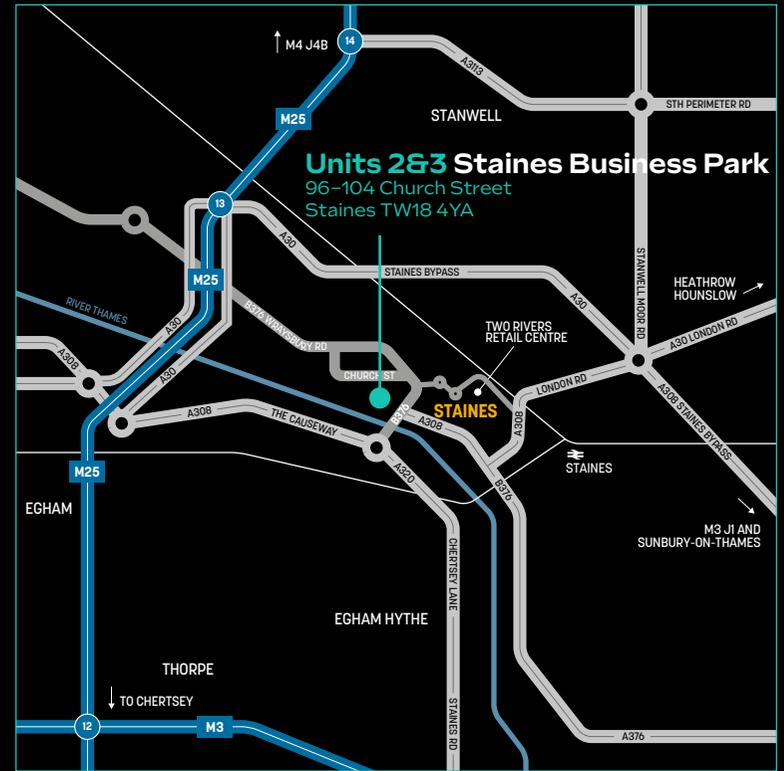 14
M4 J4B
A3113
M25
STANWELL
STH PERIMETER RD
Units 2&3 Staines Business Park
96–104 Church Street
Staines TW18 4YA
13
A30
STAINES BYPASS
STANWELL MOOR RD
M25
HEATHROW
HOUNSLOW
A30
RIVER THAMES
A30
B376 WRAYSBURY RD
TWO RIVERS
RETAIL CENTRE
A30 LONDON RD
A308
A30
CHURCH ST
LONDON RD
A308 STAINES BYPASS
A308
THE CAUSEWAY
B376
STAINES
A308
A308
M25
A320
B376
STAINES
EGHAM
M3 J1 AND
SUNBURY-ON-THAMES
CHERTSEY LANE
EGHAM HYTHE
THORPE
TO CHERTSEY
STAINES RD
12
M3
A376